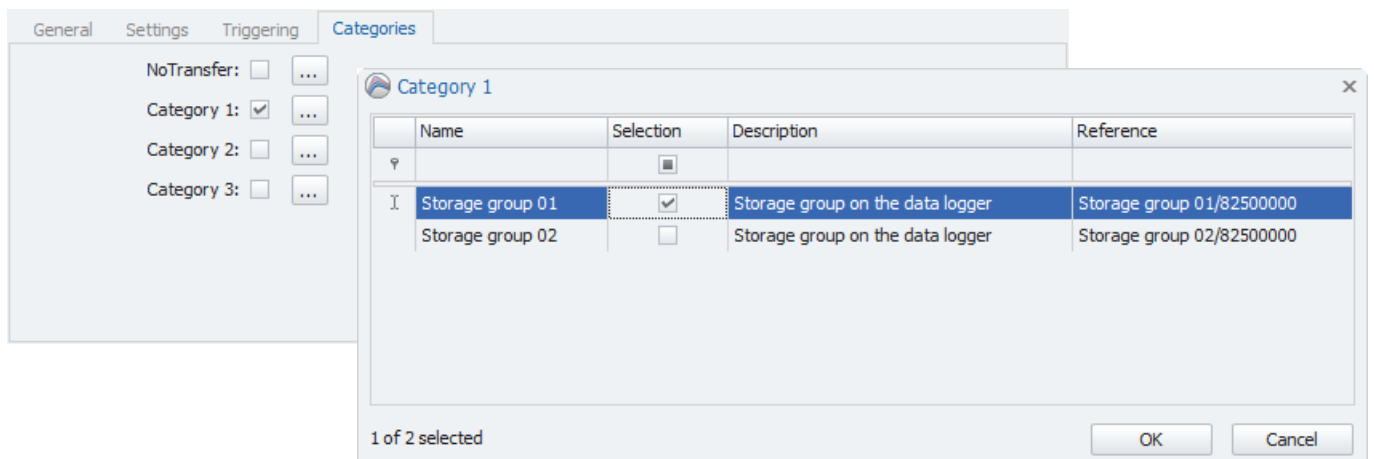 General Settings Triggering Categories
NoTransfer: ...
Category 1: ...
Category 2: ...
Category 3: ...
Category 1
Name Selection Description Reference
Storage group 01 Storage group on the data logger Storage group 01/82500000
Storage group 02 Storage group on the data logger Storage group 02/82500000
1 of 2 selected OK Cancel